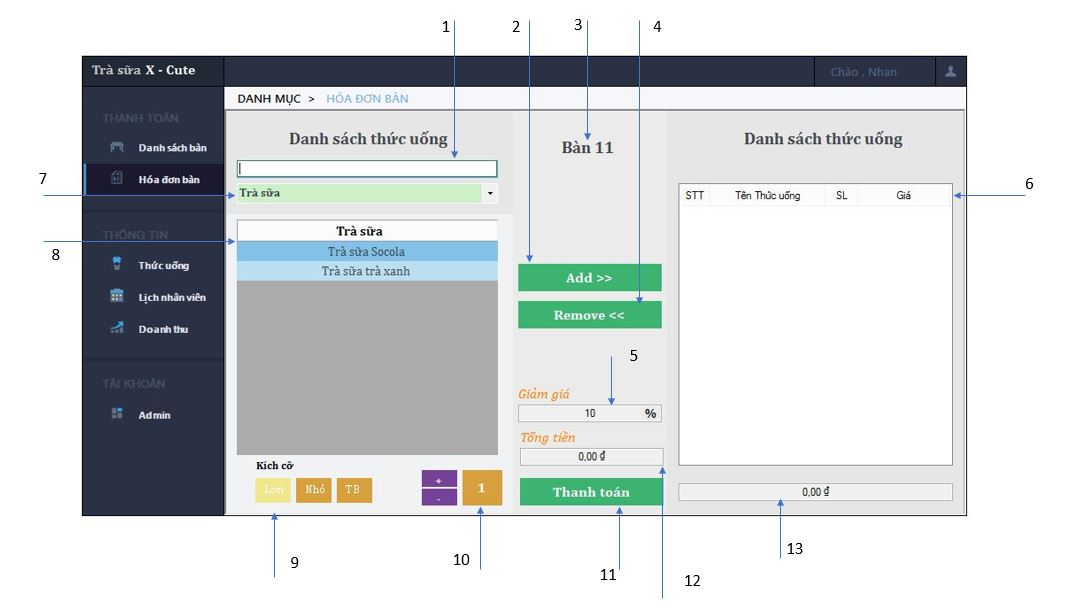 1
2
3
4
Trà sữa X - Cute
Chào , Nhan
DANH MỤC > HÓA ĐƠN BÀN
THANH TOÁN
Danh sách bàn
Hóa đơn bàn
THÔNG TIN
Thức uống
Lịch nhân viên
Doanh thu
TÀI KHOẢN
Admin
7
8
Danh sách thức uống
Trà sữa
Trà sữa
Trà sữa Socola
Trà sữa trà xanh
Kích cỡ
Lớn Nhỏ TB
+
-
1
Bàn 11
Add >>
Remove <<
5
Giảm giá
10 %
Tổng tiền
0,00 ₫
Thanh toán
Danh sách thức uống
STT Tên Thức uống SL Giá
6
0,00 ₫
9
10
11
12
13